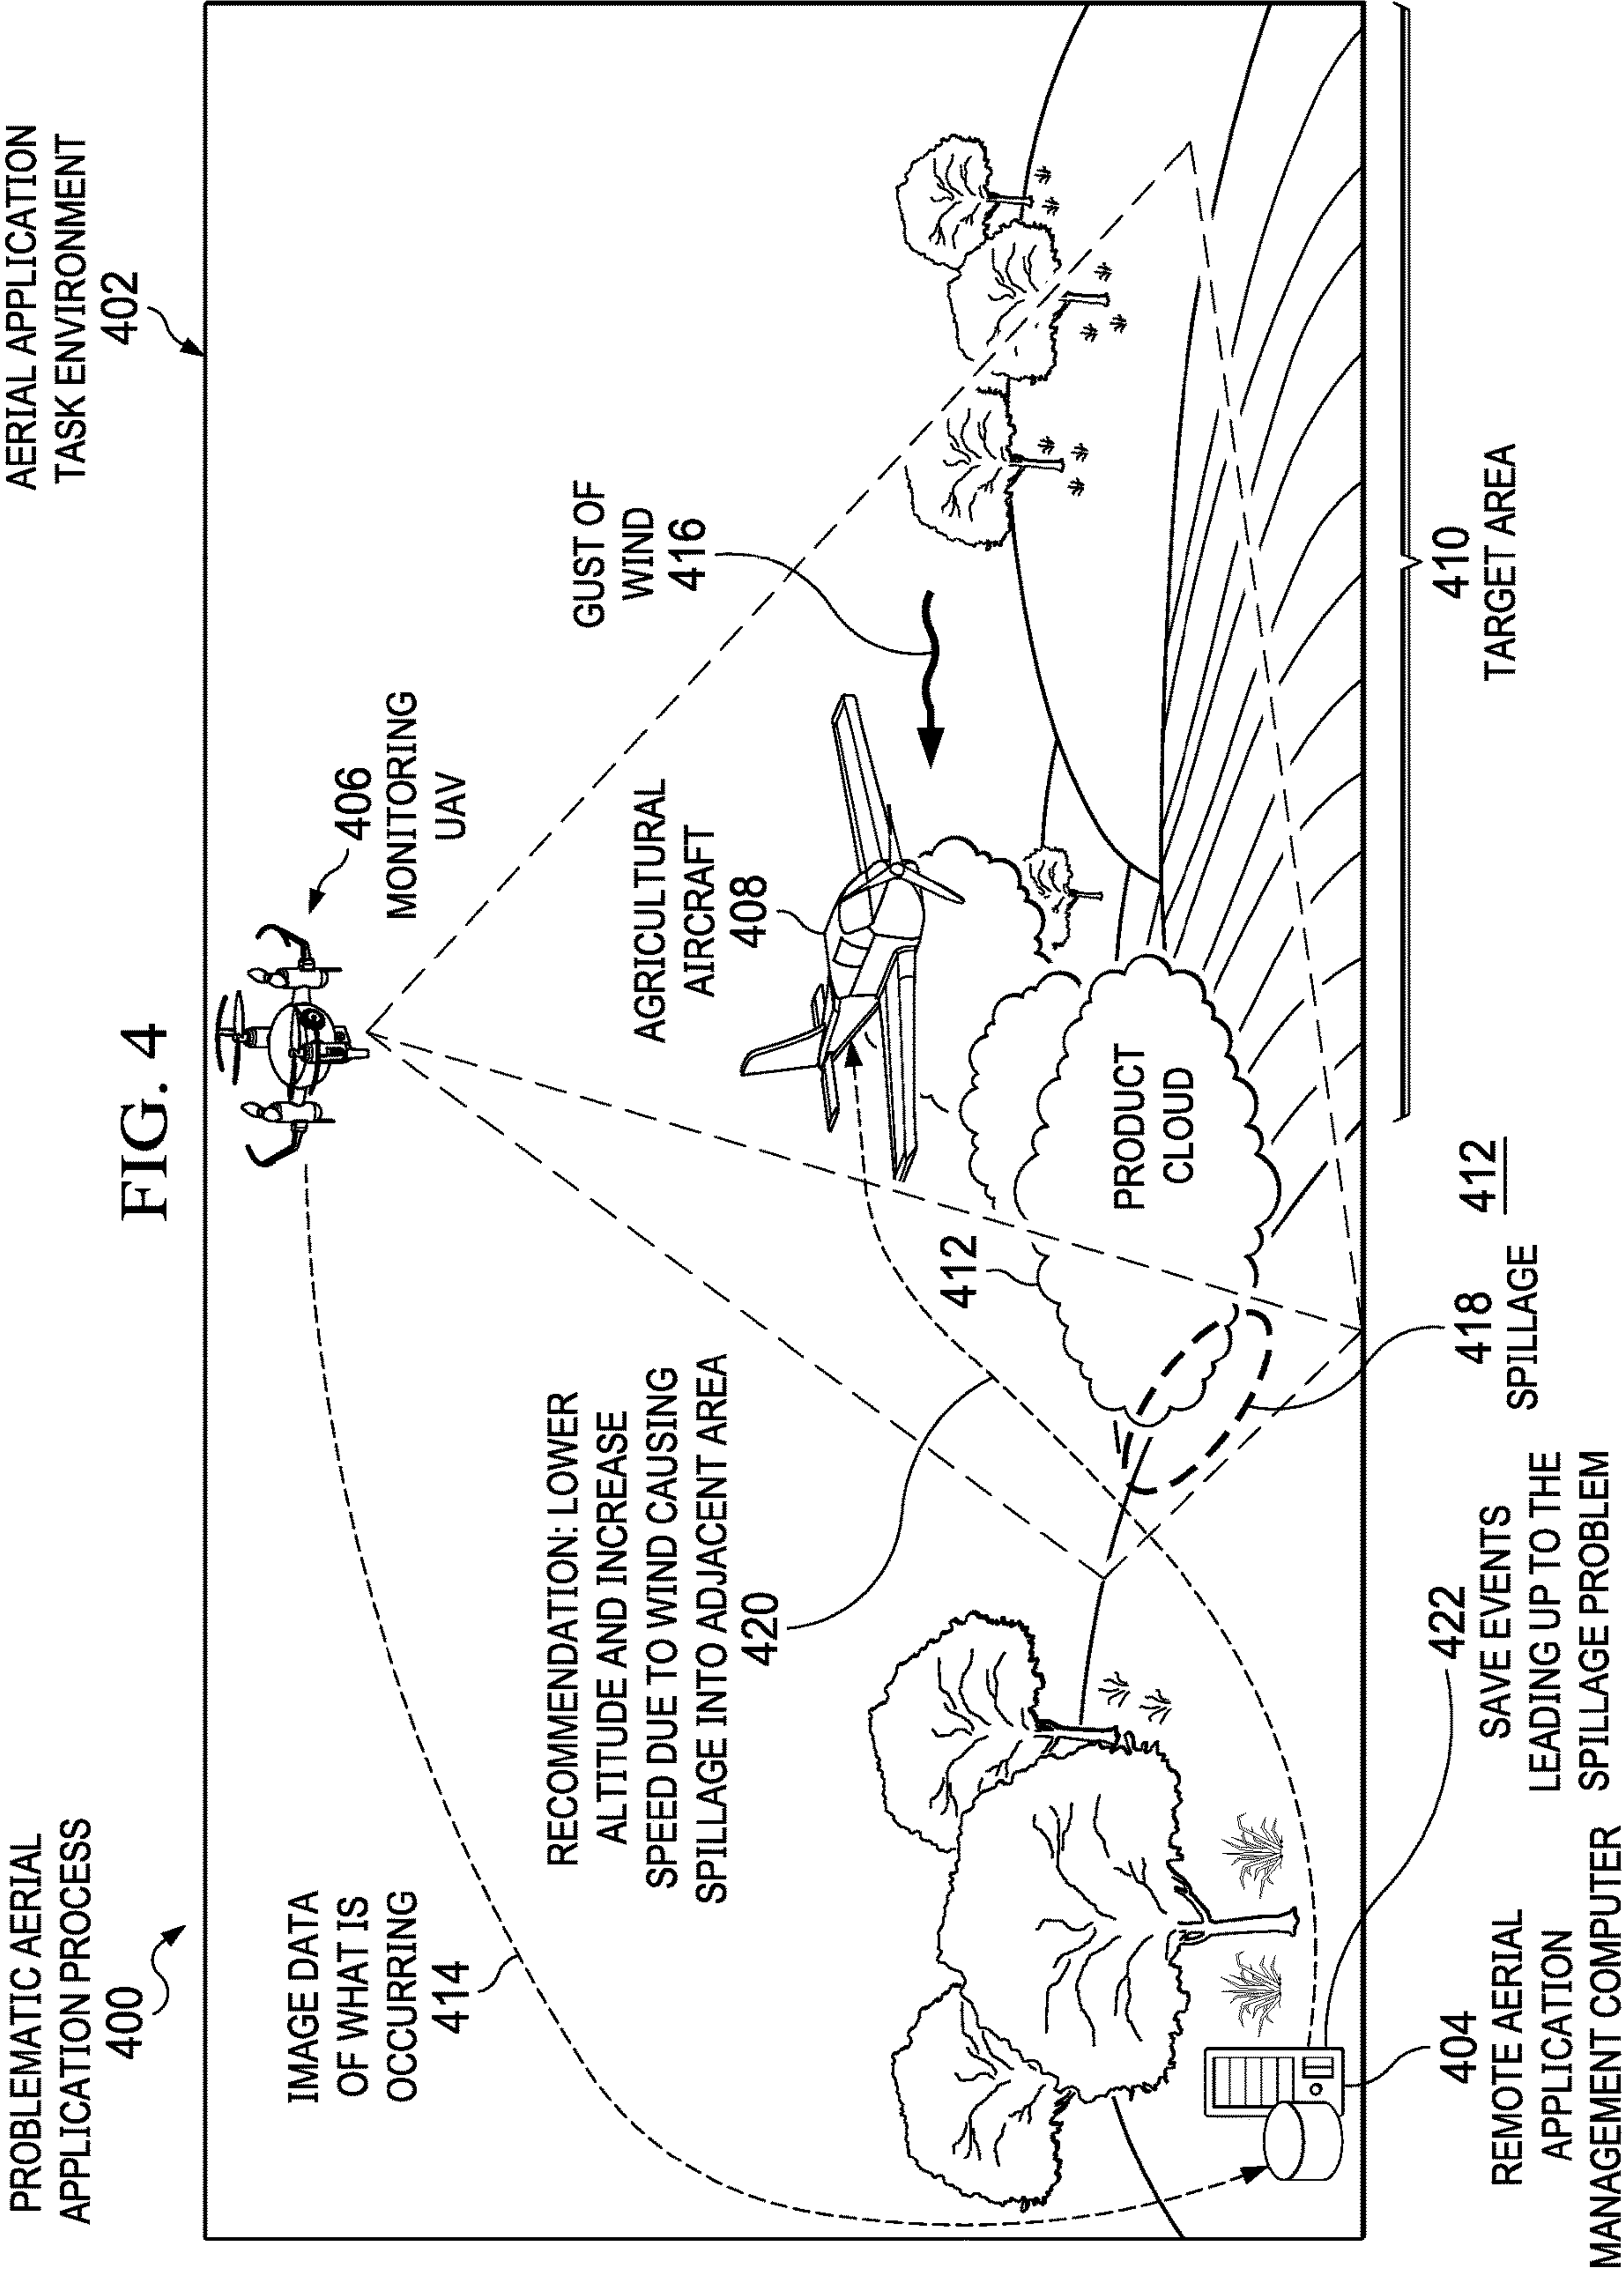 FIG. 4
PROBLEMATIC AERIAL
APPLICATION PROCESS
400
AERIAL APPLICATION
TASK ENVIRONMENT
402
IMAGE DATA
OF WHAT IS
OCCURRING
414
406
MONITORING
UAV
RECOMMENDATION: LOWER
ALTITUDE AND INCREASE
SPEED DUE TO WIND CAUSING
SPILLAGE INTO ADJACENT AREA
420
AGRICULTURAL
AIRCRAFT
408
GUST OF
WIND
416
412
PRODUCT
CLOUD
412
404
REMOTE AERIAL
APPLICATION
MANAGEMENT COMPUTER
422
SAVE EVENTS
LEADING UP TO THE
SPILLAGE PROBLEM
418
SPILLAGE
410
TARGET AREA